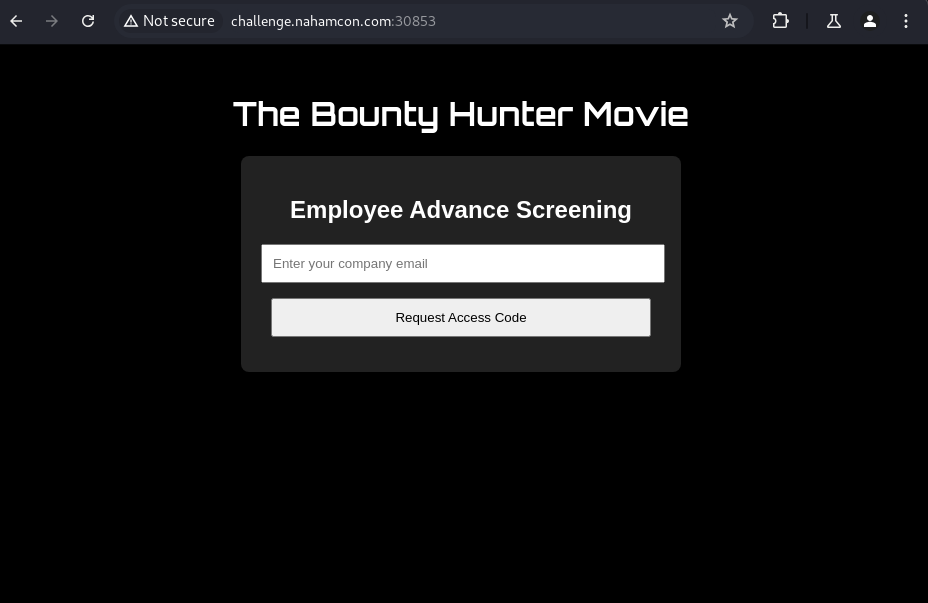 Not secure challenge.nahamcon.com:30853
The Bounty Hunter Movie
Employee Advance Screening
Enter your company email
Request Access Code